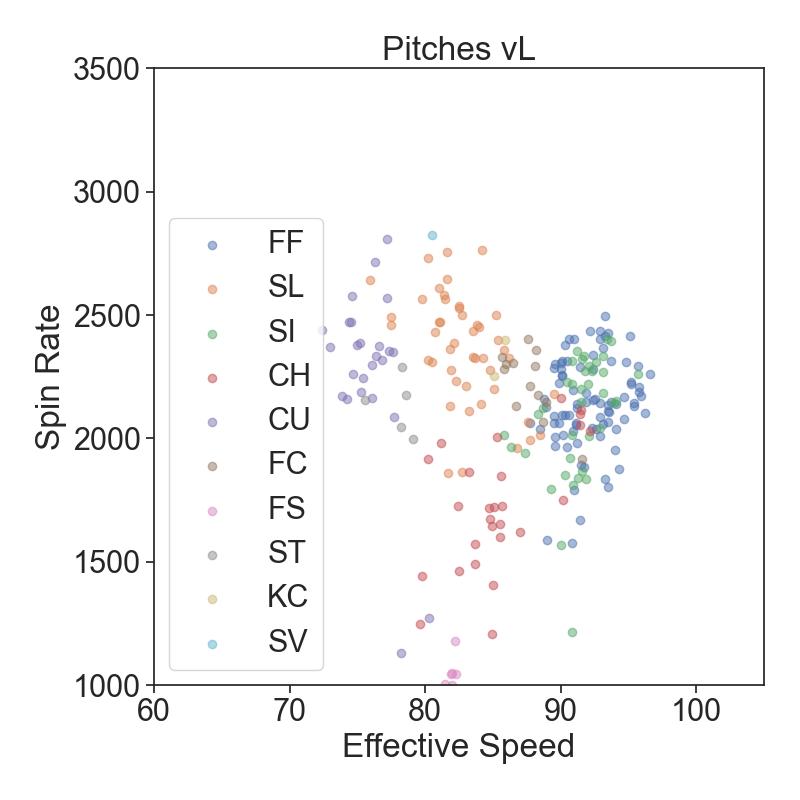 Pitches vL
3500
3000
2500
2000
1500
1000
Spin Rate
FF
SL
SI
CH
CU
FC
FS
ST
KC
SV
60
70
80
90
100
Effective Speed